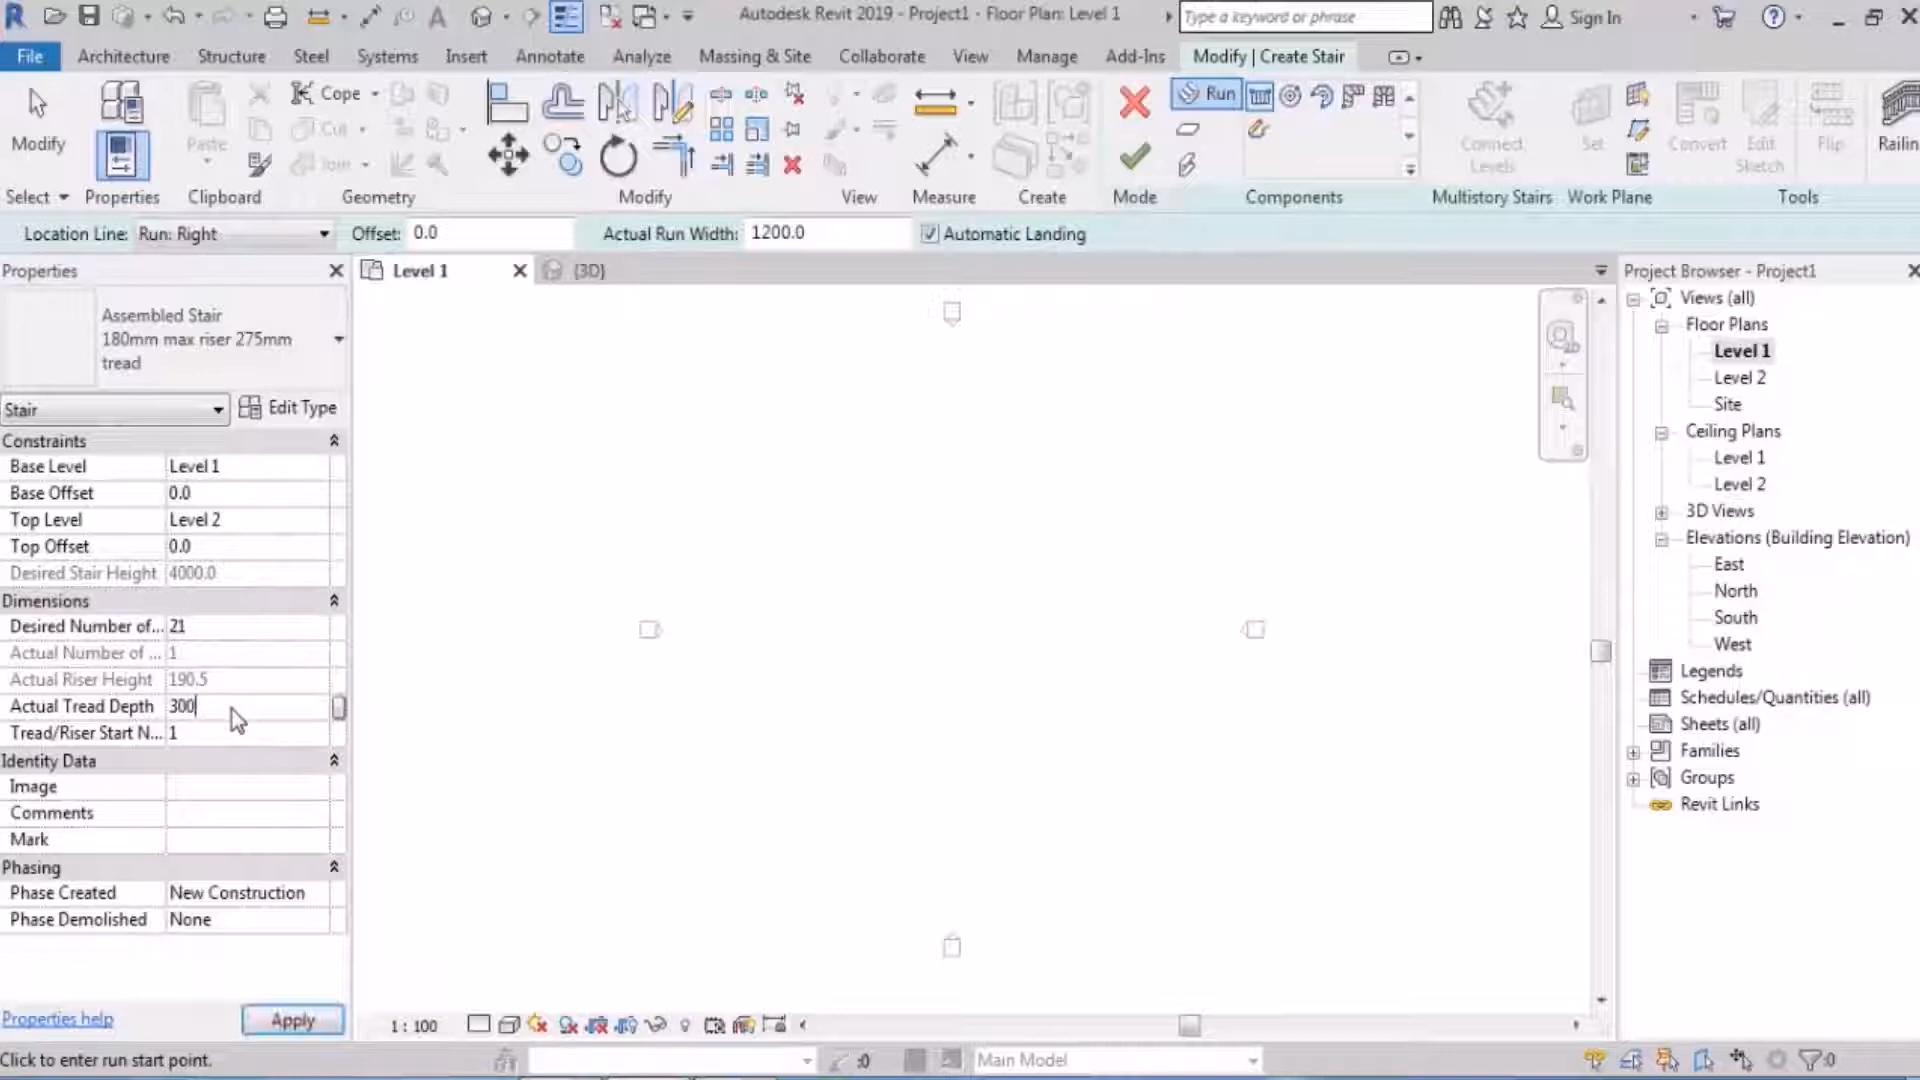 Autodesk Revit 2019 - Project1 - Floor Plan: Level 1
Type a keyword or phrase
Sign In
File Architecture Structure Steel Systems Insert Annotate Analyze Massing & Site Collaborate View Manage Add-Ins Modify | Create Stair
Modify
Paste
Cope
Cut
Join
Run
Connect
Levels
Set
Convert
Edit
Sketch
Flip
Railin
Select Properties Clipboard Geometry Modify View Measure Create Mode Components Multistory Stairs Work Plane Tools
Location Line: Run: Right Offset: 0.0 Actual Run Width: 1200.0 Automatic Landing
Properties
Assembled Stair
180mm max riser 275mm
tread
Stair Edit Type
Constraints
Base Level Level 1
Base Offset 0.0
Top Level Level 2
Top Offset 0.0
Desired Stair Height 4000.0
Dimensions
Desired Number of... 21
Actual Number of ... 1
Actual Riser Height 190.5
Actual Tread Depth 300
Tread/Riser Start N... 1
Identity Data
Image
Comments
Mark
Phasing
Phase Created New Construction
Phase Demolished None
Properties help Apply
Level 1
{3D}
2D
1 : 100
Project Browser - Project1
Views (all)
Floor Plans
Level 1
Level 2
Site
Ceiling Plans
Level 1
Level 2
3D Views
Elevations (Building Elevation)
East
North
South
West
Legends
Schedules/Quantities (all)
Sheets (all)
Families
Groups
Revit Links
Click to enter run start point.
:0
Main Model
:0